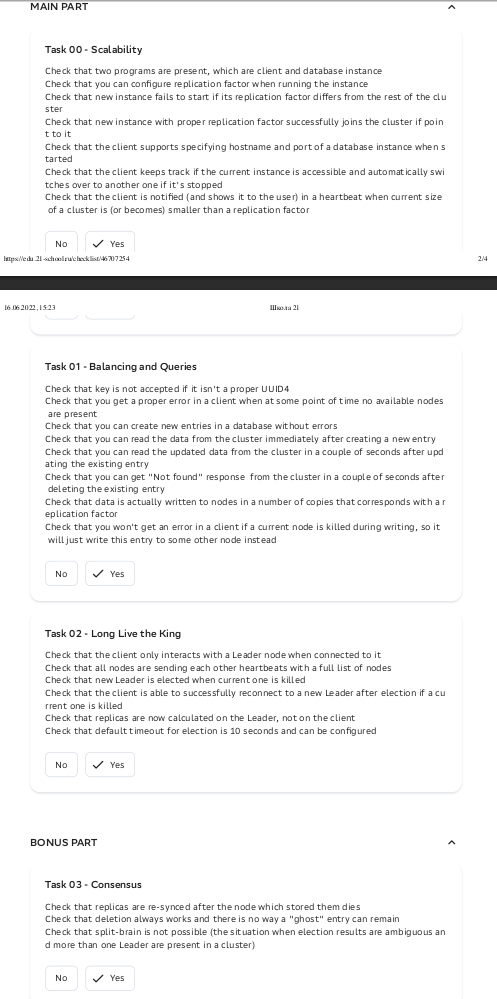 MAIN PART
Task 00 - Scalability
Check that two programs are present, which are client and database instance
Check that you can configure replication factor when running the instance
Check that new instance fails to start if its replication factor differs from the rest of the clu
ster
Check that new instance with proper replication factor successfully joins the cluster if poin
t to it
Check that the client supports specifying hostname and port of a database instance when s
tarted
Check that the client keeps track if the current instance is accessible and automatically swi
tches over to another one if it's stopped
Check that the client is notified (and shows it to the user) in a heartbeat when current size
of a cluster is (or becomes) smaller than a replication factor
No Yes
https://edu.21-school.ru/checklist/46707254 2/4
16.06.2022, 15:23 Школа 21
Task 01 - Balancing and Queries
Check that key is not accepted if it isn't a proper UUID4
Check that you get a proper error in a client when at some point of time no available nodes
are present
Check that you can create new entries in a database without errors
Check that you can read the data from the cluster immediately after creating a new entry
Check that you can read the updated data from the cluster in a couple of seconds after upd
ating the existing entry
Check that you can get "Not found" response from the cluster in a couple of seconds after
deleting the existing entry
Check that data is actually written to nodes in a number of copies that corresponds with a r
eplication factor
Check that you won't get an error in a client if a current node is killed during writing, so it
will just write this entry to some other node instead
No Yes
Task 02 - Long Live the King
Check that the client only interacts with a Leader node when connected to it
Check that all nodes are sending each other heartbeats with a full list of nodes
Check that new Leader is elected when current one is killed
Check that the client is able to successfully reconnect to a new Leader after election if a cu
rrent one is killed
Check that replicas are now calculated on the Leader, not on the client
Check that default timeout for election is 10 seconds and can be configured
No Yes
BONUS PART
Task 03 - Consensus
Check that replicas are re-synced after the node which stored them dies
Check that deletion always works and there is no way a "ghost" entry can remain
Check that split-brain is not possible (the situation when election results are ambiguous an
d more than one Leader are present in a cluster)
No Yes